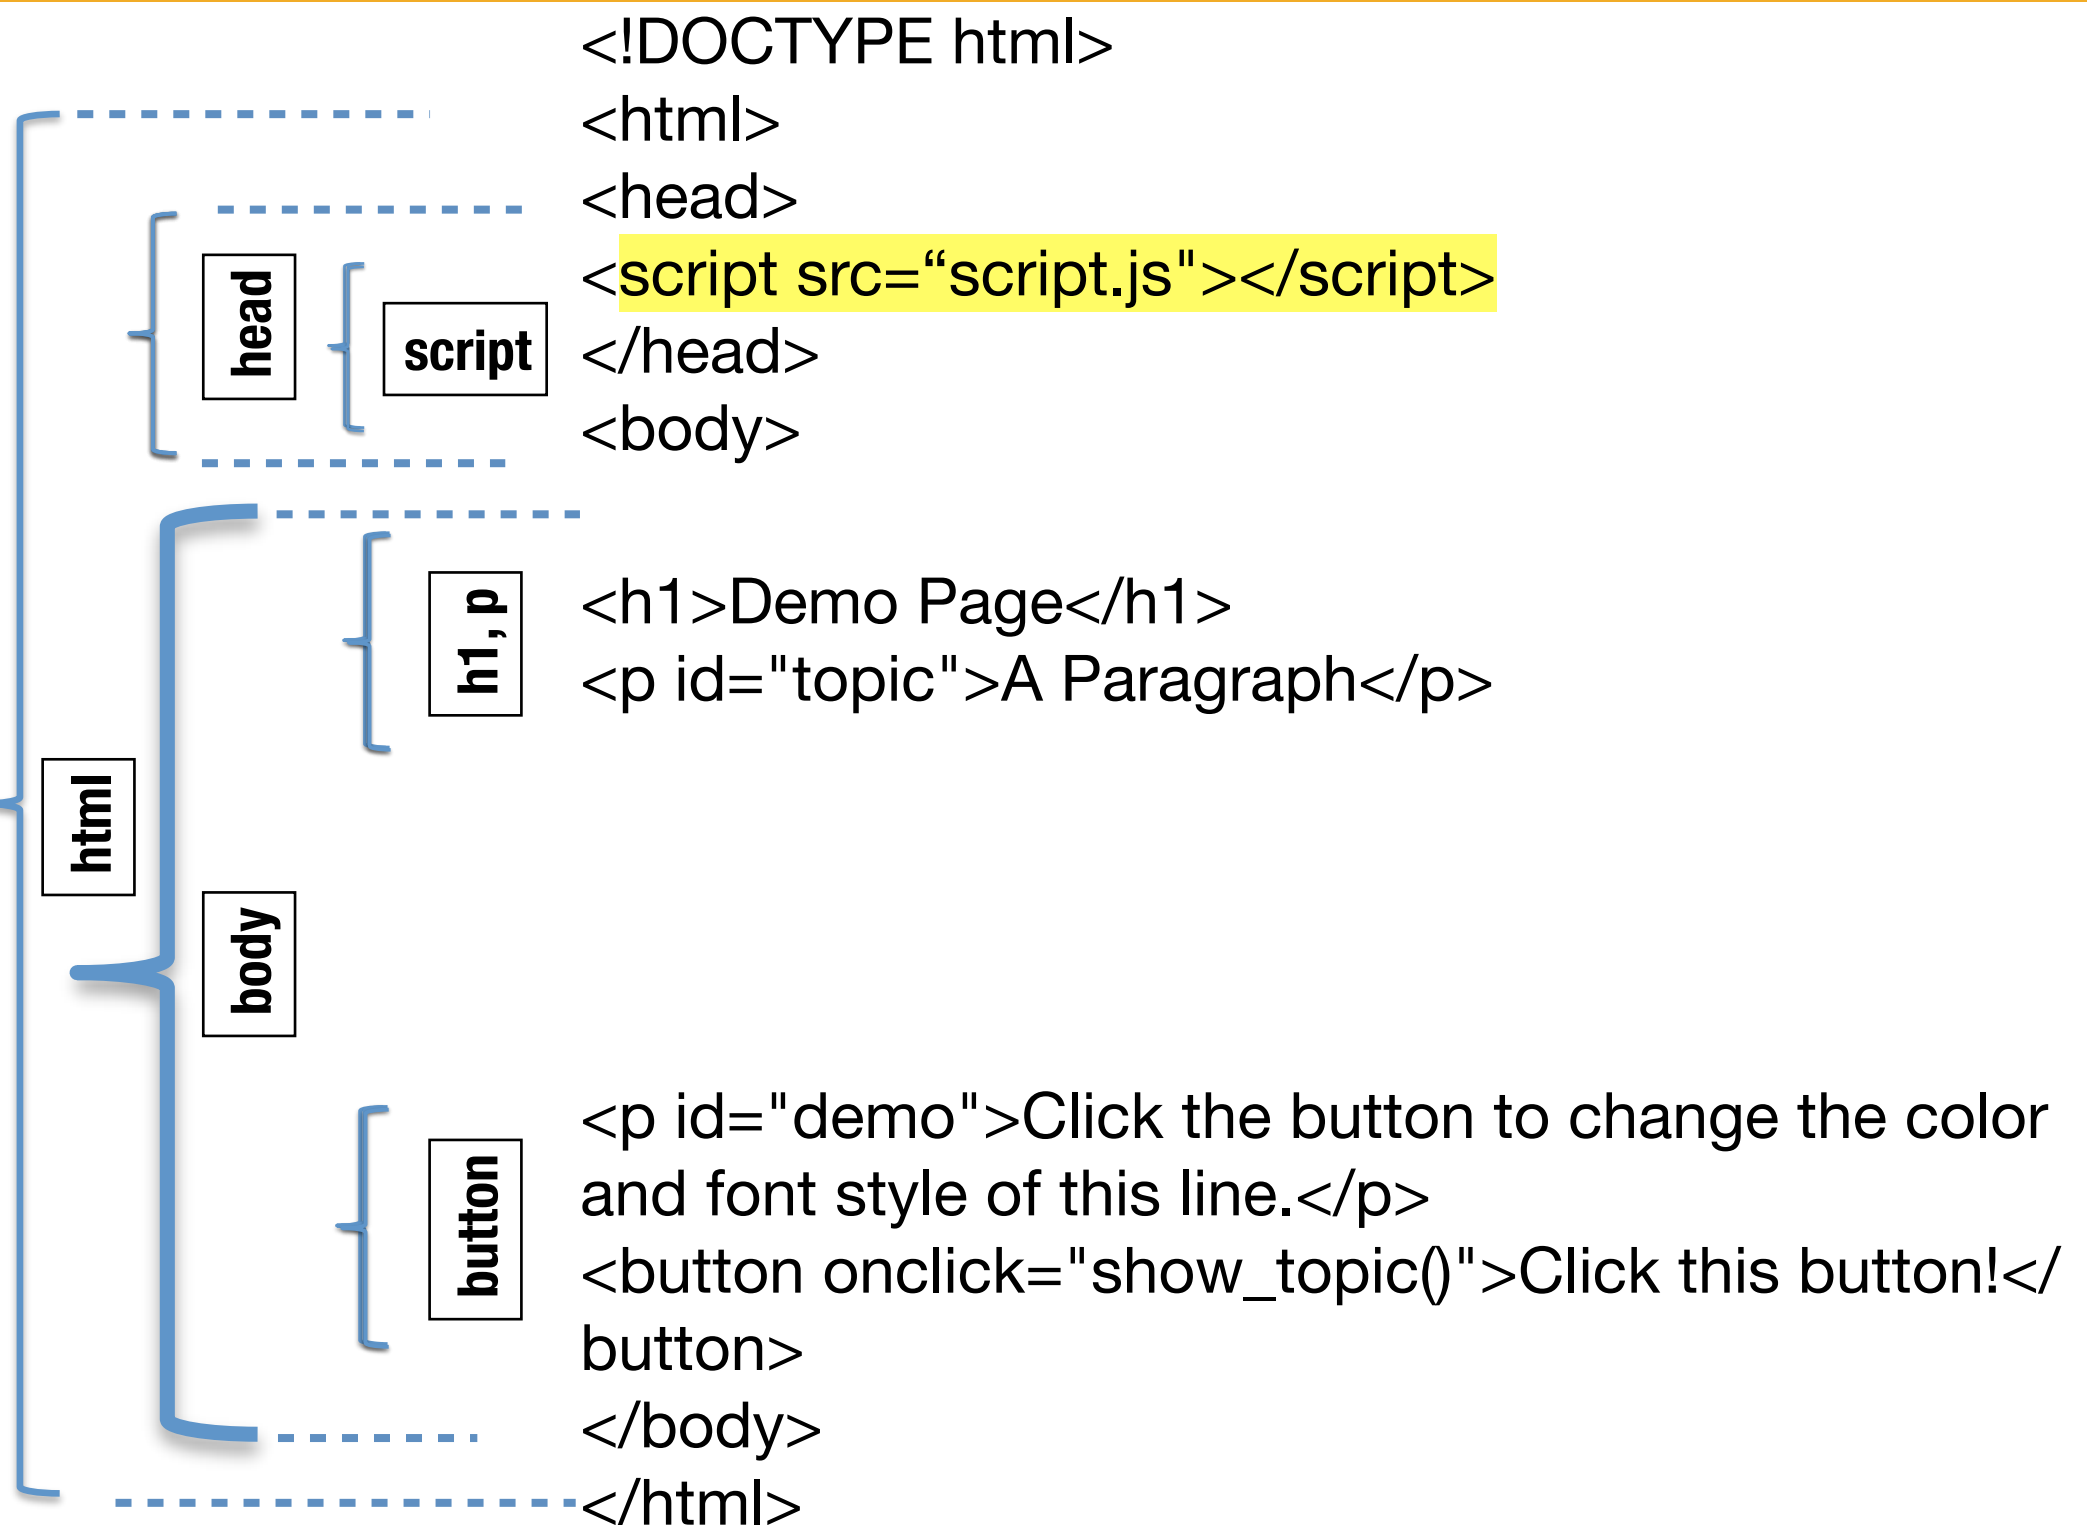 <!DOCTYPE html>
<html>
<head>
<script src=“script.js"></script>
head
script
</head>
<body>
h1, p
<h1>Demo Page</h1>
<p id="topic">A Paragraph</p>
html
body
<p id="demo">Click the button to change the color
and font style of this line.</p>
button
<button onclick="show_topic()">Click this button!</
button>
</body>
</html>